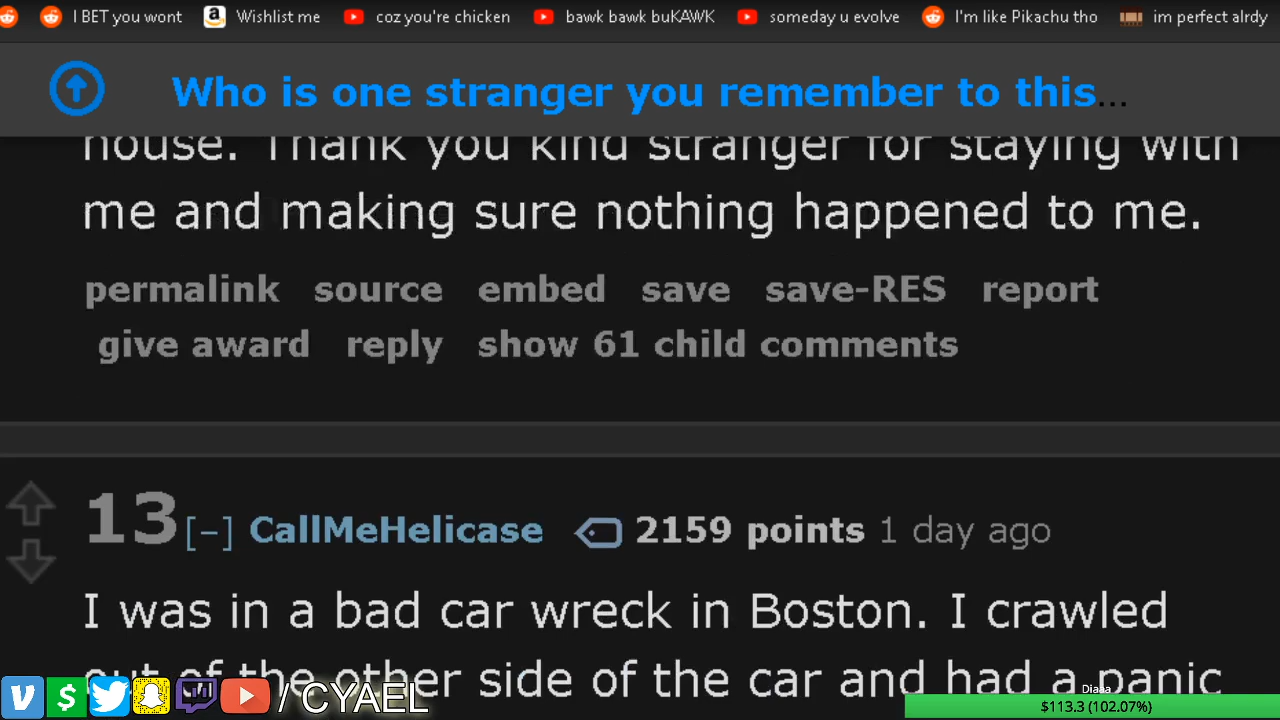 I BET you wont Wishlist me coz you're chicken bawk bawk buKAWK someday u evolve I'm like Pikachu tho im perfect alrdy
Who is one stranger you remember to this...
house. Thank you kind stranger for staying with
me and making sure nothing happened to me.
permalink source embed save save-RES report
give award reply show 61 child comments
13 [–] CallMeHelicase 2159 points 1 day ago
I was in a bad car wreck in Boston. I crawled
out of the other side of the car and had a panic
/CYAEL
Diaaa
$113.3 (102.07%)